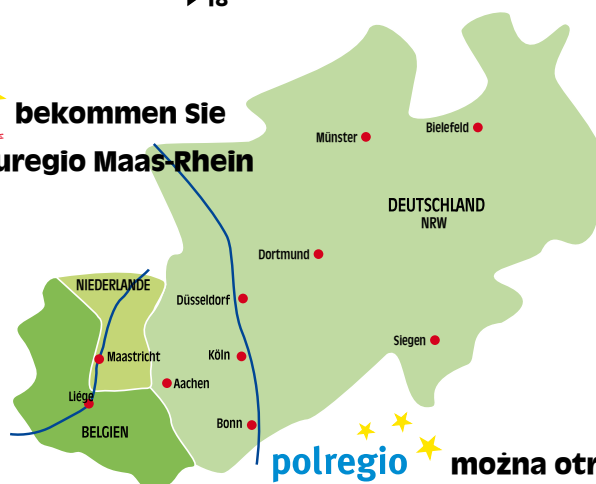 bekommen Sie
uregio Maas-Rhein
Münster
Bielefeld
DEUTSCHLAND
NRW
Dortmund
NIEDERLANDE
Düsseldorf
Siegen
Maastricht
Köln
Aachen
Liége
Bonn
BELGIEN
polregio można otr